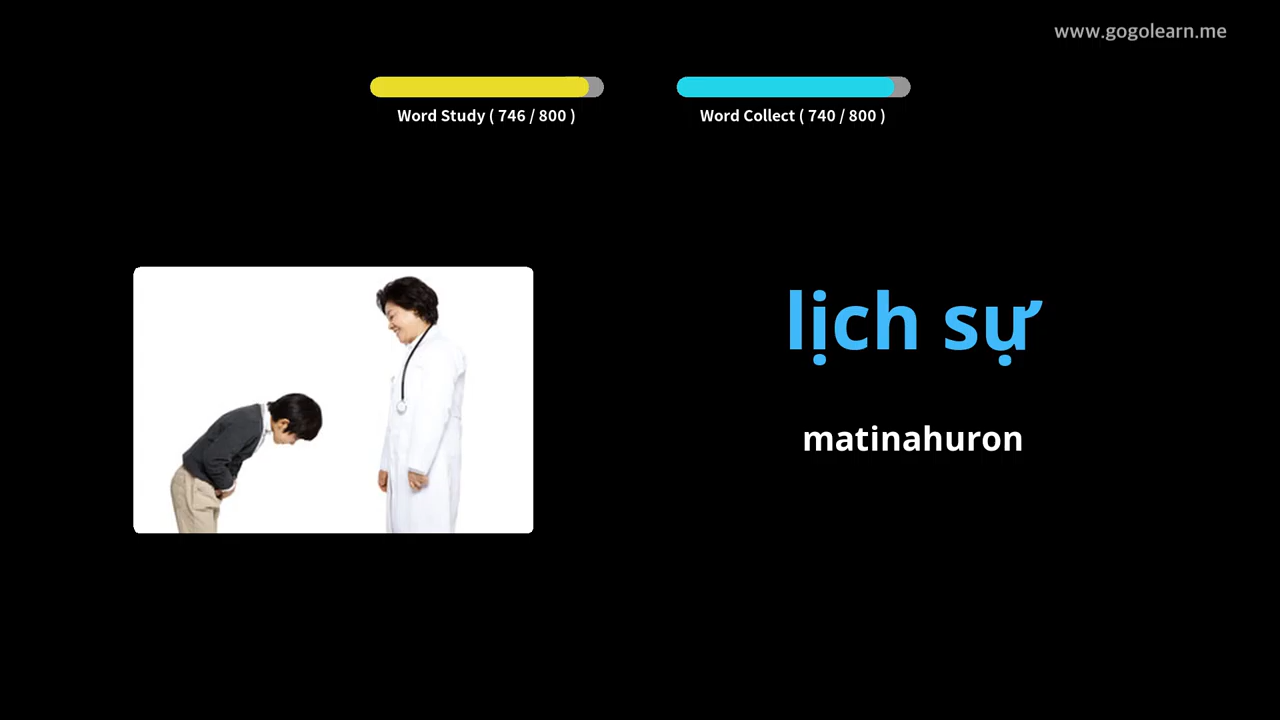 www.gogolearn.me
Word Study ( 746 / 800 )
Word Collect ( 740 / 800 )
lịch sự
matinahuron